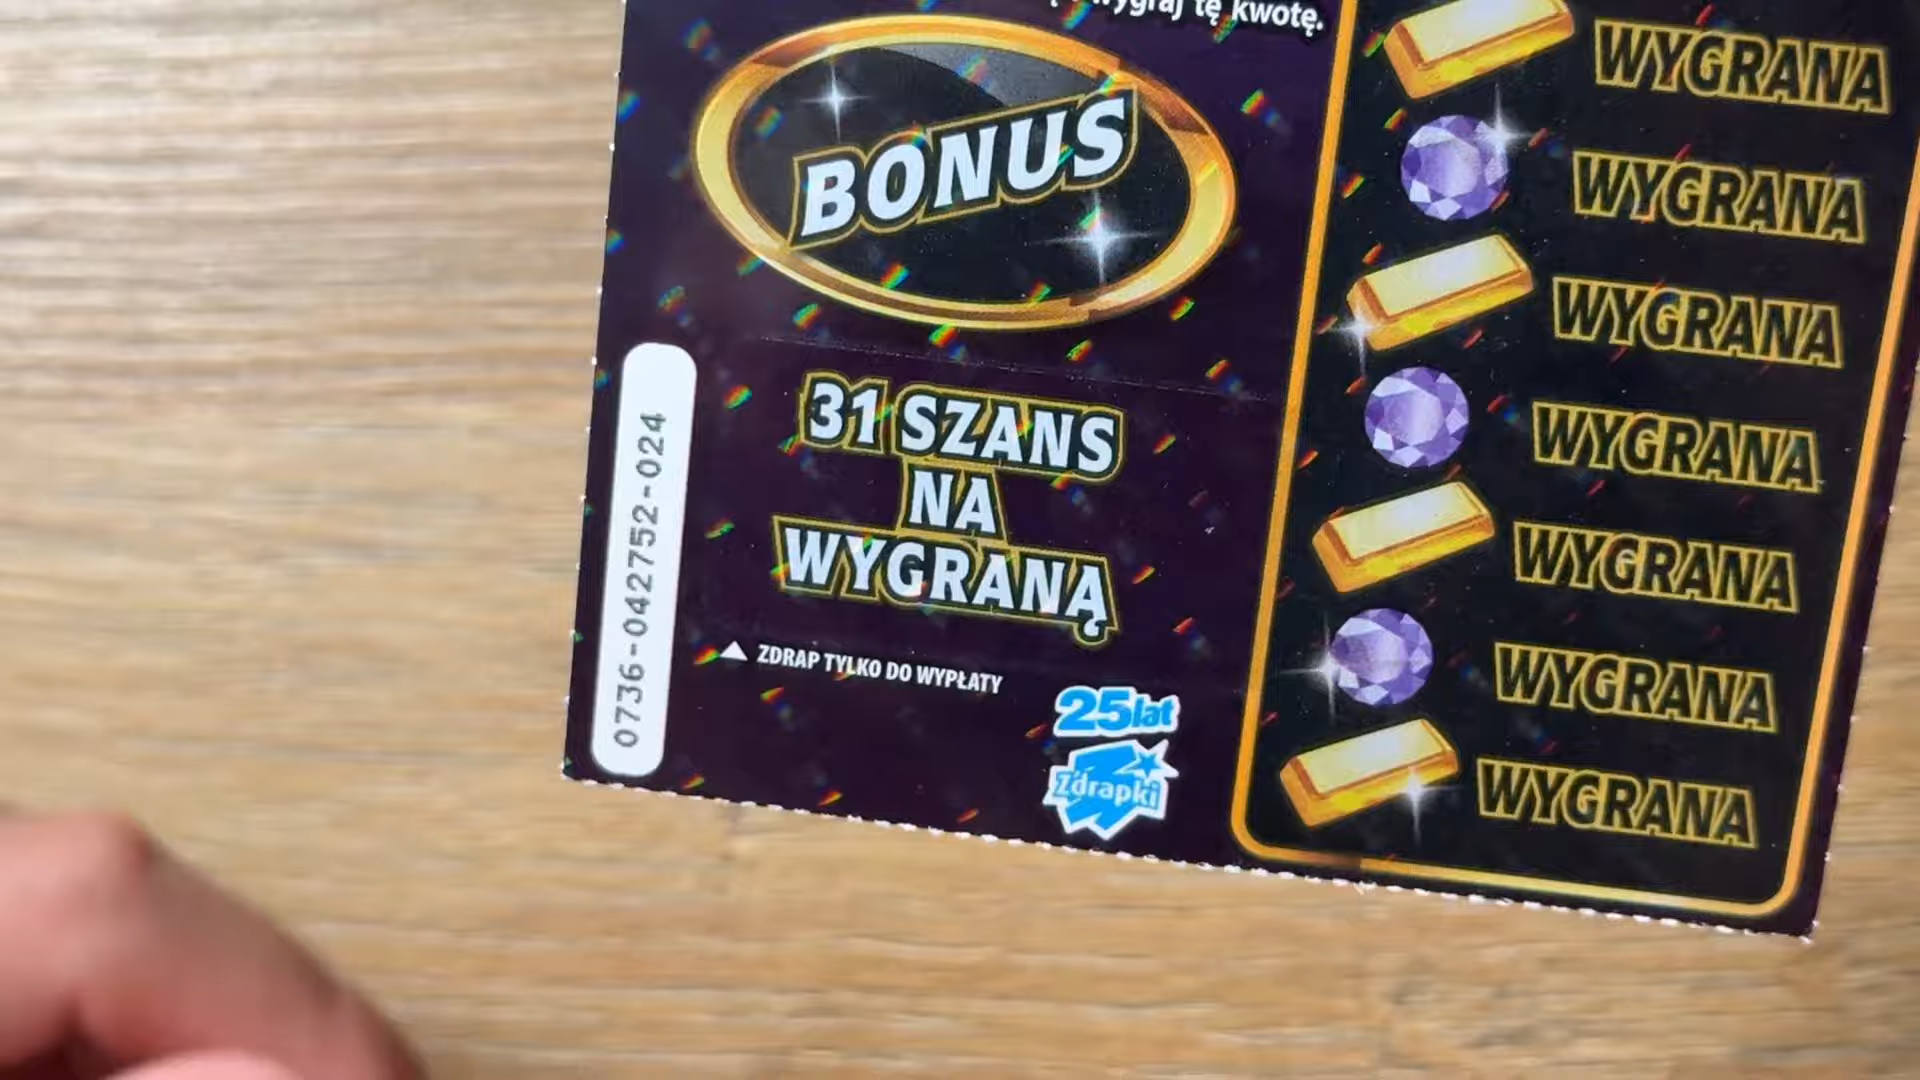 tę kwotę.
BONUS
31 SZANS
NA
WYGRANĄ
ZDRAP TYLKO DO WYPŁATY
25lat
Zdrapki
0736-042752-024
WYGRANA
WYGRANA
WYGRANA
WYGRANA
WYGRANA
WYGRANA
WYGRANA